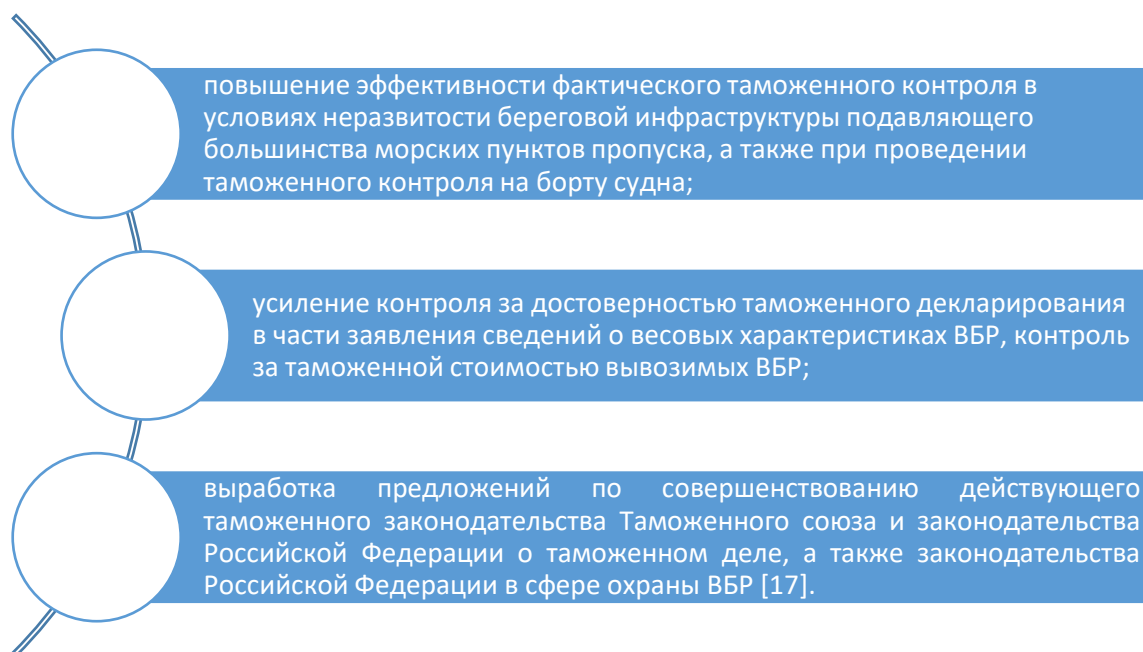 повышение эффективности фактического таможенного контроля в
условиях неразвитости береговой инфраструктуры подавляющего
большинства морских пунктов пропуска, а также при проведении
таможенного контроля на борту судна;
усиление контроля за достоверностью таможенного декларирования
в части заявления сведений о весовых характеристиках ВБР, контроль
за таможенной стоимостью вывозимых ВБР;
выработка предложений по совершенствованию действующего
таможенного законодательства Таможенного союза и законодательства
Российской Федерации о таможенном деле, а также законодательства
Российской Федерации в сфере охраны ВБР [17].